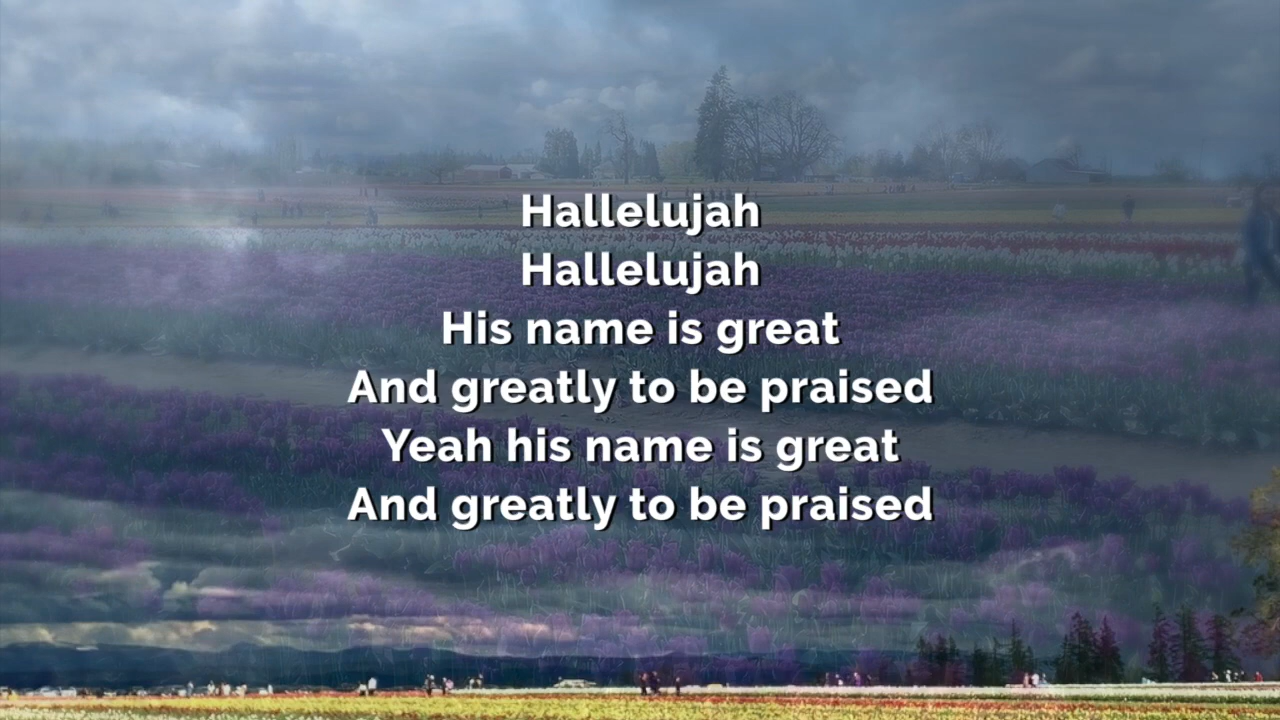 Hallelujah
Hallelujah
His name is great
And greatly to be praised
Yeah his name is great
And greatly to be praised